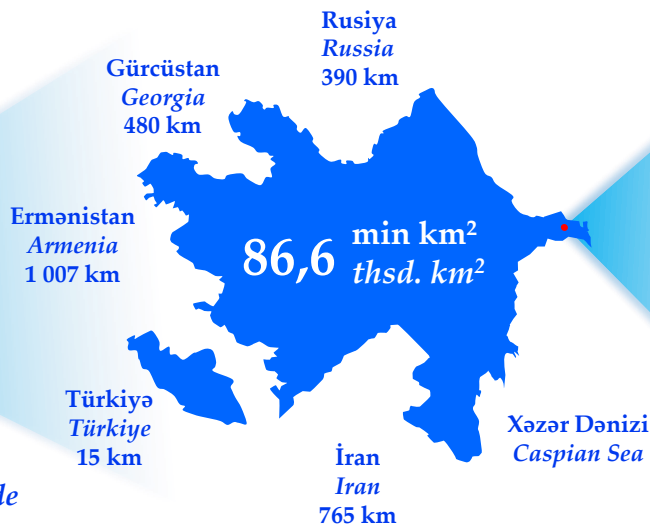 Rusiya
Russia
390 km
Gürcüstan
Georgia
480 km
Ermənistan
Armenia
1 007 km
86,6 min km²
thsd. km²
Türkiyə
Türkiye
15 km
Xəzər Dənizi
Caspian Sea
İran
Iran
765 km